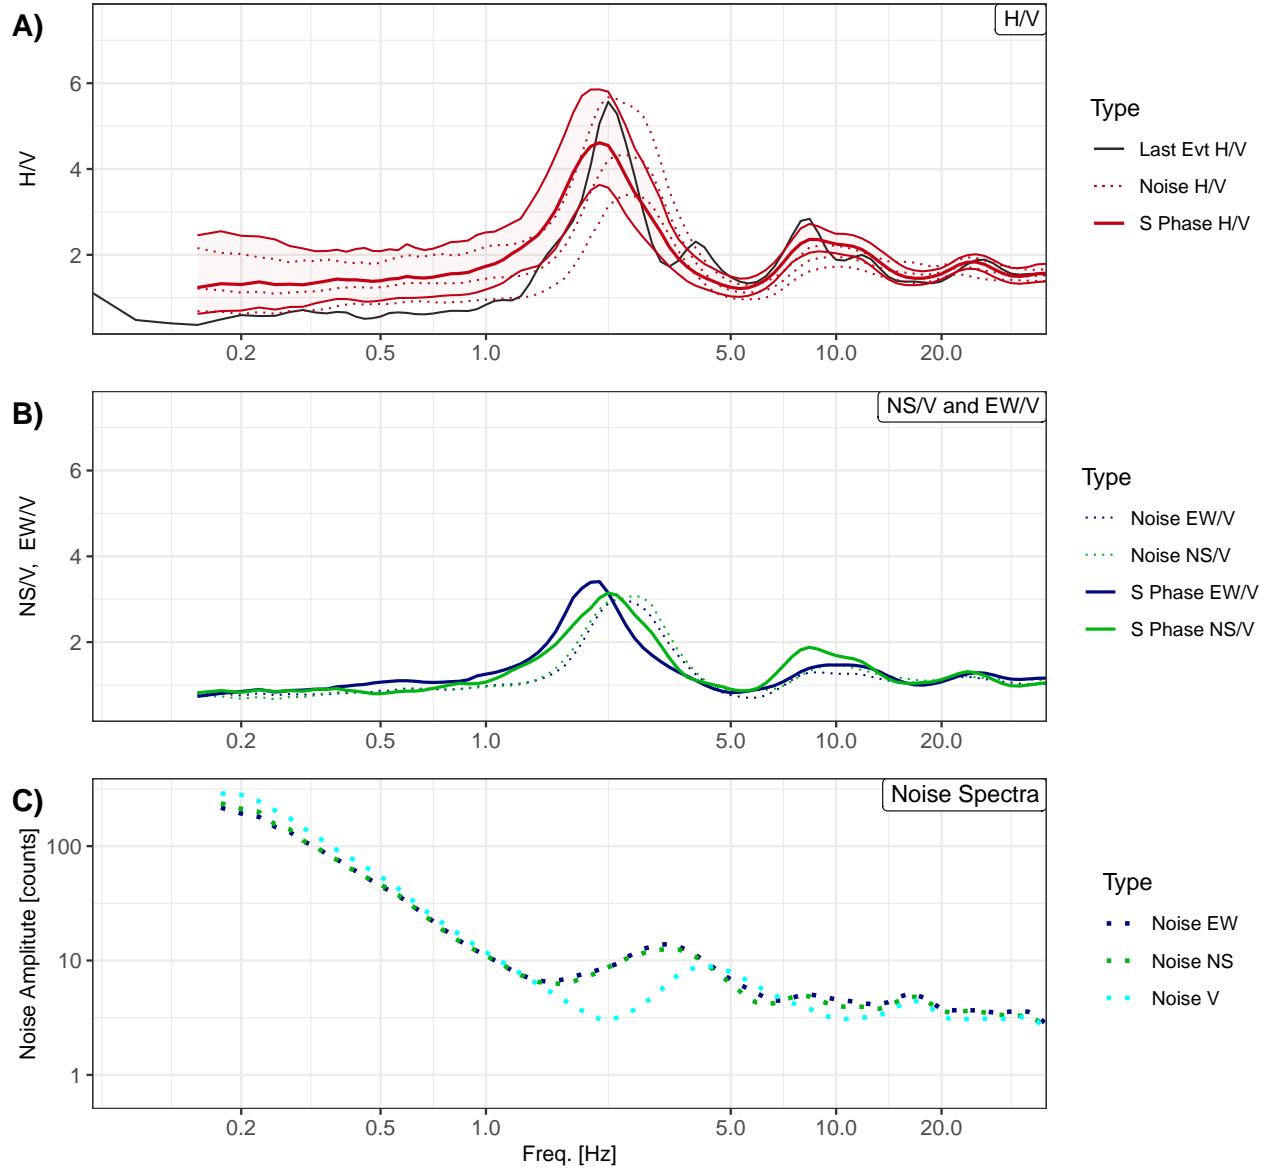 A)
H/V
6
4
2
H/V
0.2 0.5 1.0 5.0 10.0 20.0
Type
Last Evt H/V
Noise H/V
S Phase H/V
B)
NS/V and EW/V
6
4
2
NS/V, EW/V
0.2 0.5 1.0 5.0 10.0 20.0
Type
Noise EW/V
Noise NS/V
S Phase EW/V
S Phase NS/V
C)
Noise Spectra
100
10
1
Noise Amplitute [counts]
0.2 0.5 1.0 5.0 10.0 20.0
Freq. [Hz]
Type
Noise EW
Noise NS
Noise V